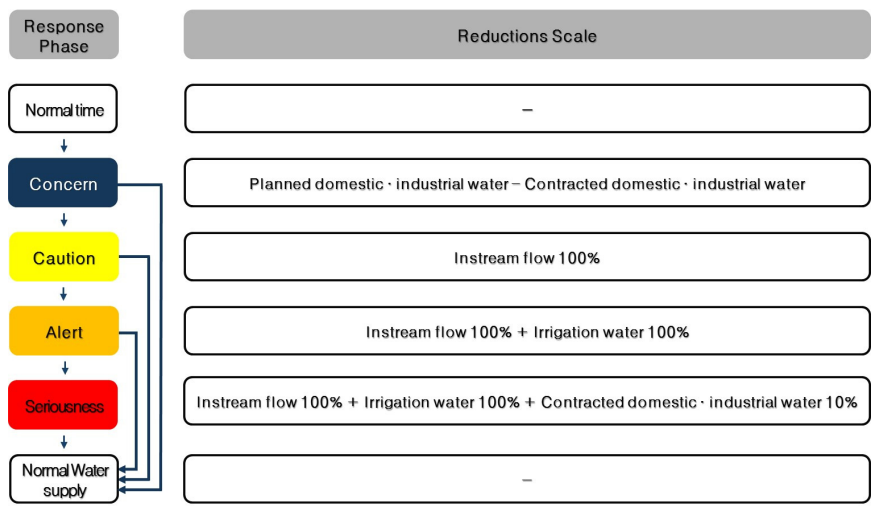 Response
Phase
Reductions Scale
Normal time
–
Concern
Planned domestic · industrial water – Contracted domestic · industrial water
Caution
Instream flow 100%
Alert
Instream flow 100% + Irrigation water 100%
Seriousness
Instream flow 100% + Irrigation water 100% + Contracted domestic · industrial water 10%
Normal Water
supply
–